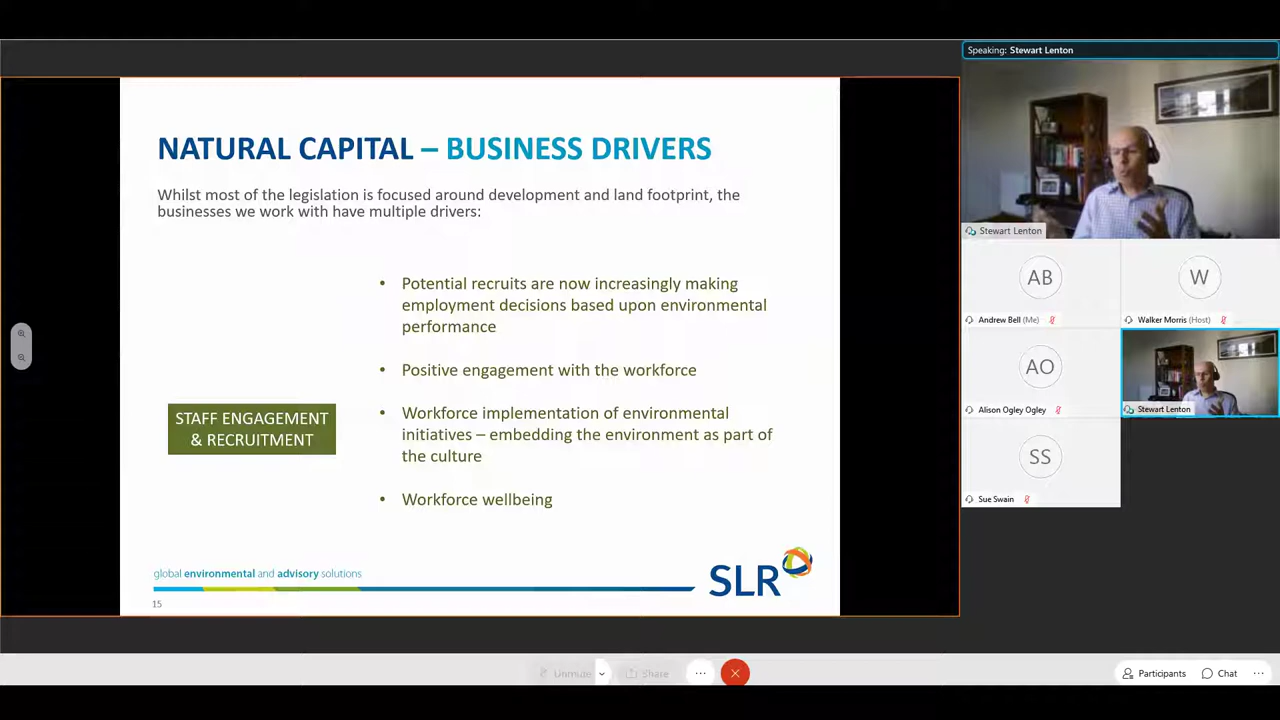 Speaking: Stewart Lenton
NATURAL CAPITAL – BUSINESS DRIVERS
Whilst most of the legislation is focused around development and land footprint, the
businesses we work with have multiple drivers:
• Potential recruits are now increasingly making
employment decisions based upon environmental
performance
• Positive engagement with the workforce
STAFF ENGAGEMENT
& RECRUITMENT
• Workforce implementation of environmental
initiatives – embedding the environment as part of
the culture
• Workforce wellbeing
global environmental and advisory solutions
SLR
15
Stewart Lenton
AB
Andrew Bell (Me)
W
Walker Morris (Host)
AO
Alison Ogley Ogley
Stewart Lenton
SS
Sue Swain
Unmute
Share
Participants
Chat